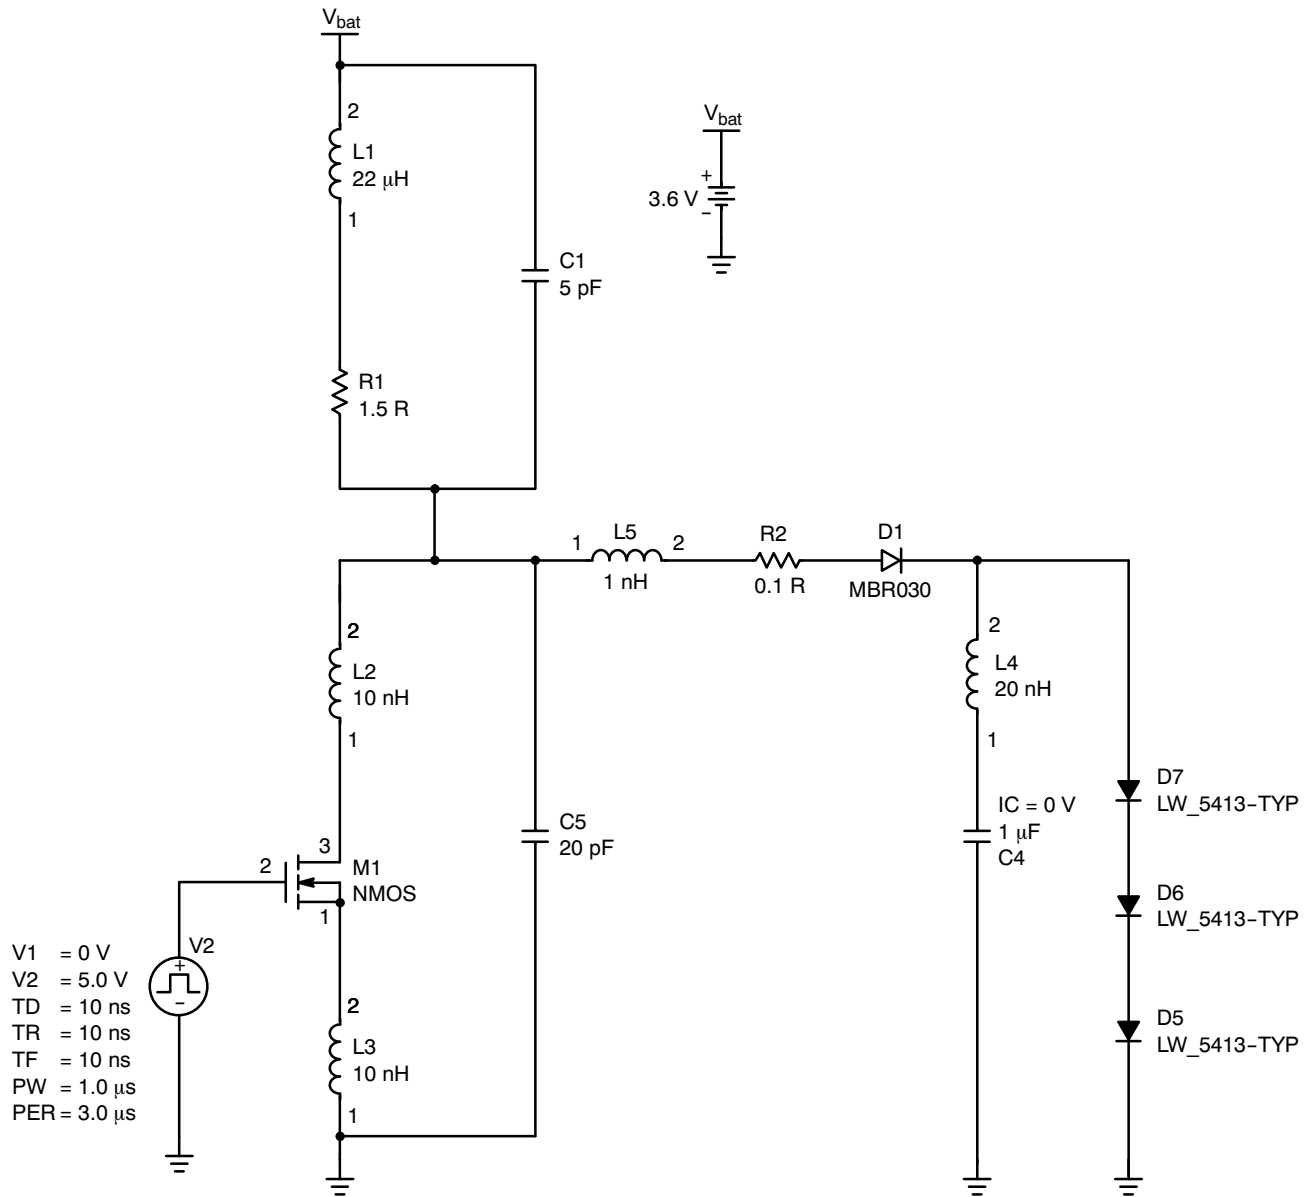 Vbat
2
L1
22 μH
1
Vbat
+
3.6 V
−
C1
5 pF
R1
1.5 R
1
L5
2
1 nH
R2
0.1 R
D1
MBR030
2
L2
10 nH
1
2
L4
20 nH
1
C5
20 pF
IC = 0 V
1 μF
C4
D7
LW_5413−TYP
D6
LW_5413−TYP
D5
LW_5413−TYP
3
2
M1
NMOS
1
V2
+
−
V1 = 0 V
V2 = 5.0 V
TD = 10 ns
TR = 10 ns
TF = 10 ns
PW = 1.0 μs
PER = 3.0 μs
2
L3
10 nH
1